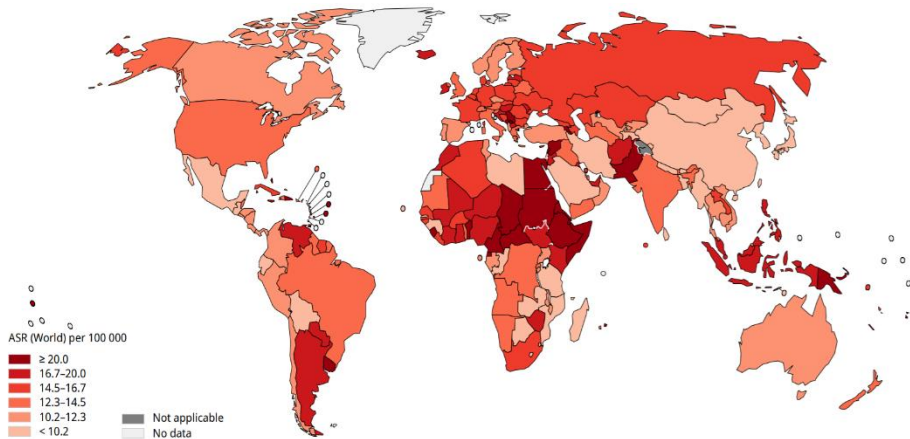 ASR (World) per 100 000
≥ 20.0
16.7–20.0
14.5–16.7
12.3–14.5
10.2–12.3
< 10.2
Not applicable
No data